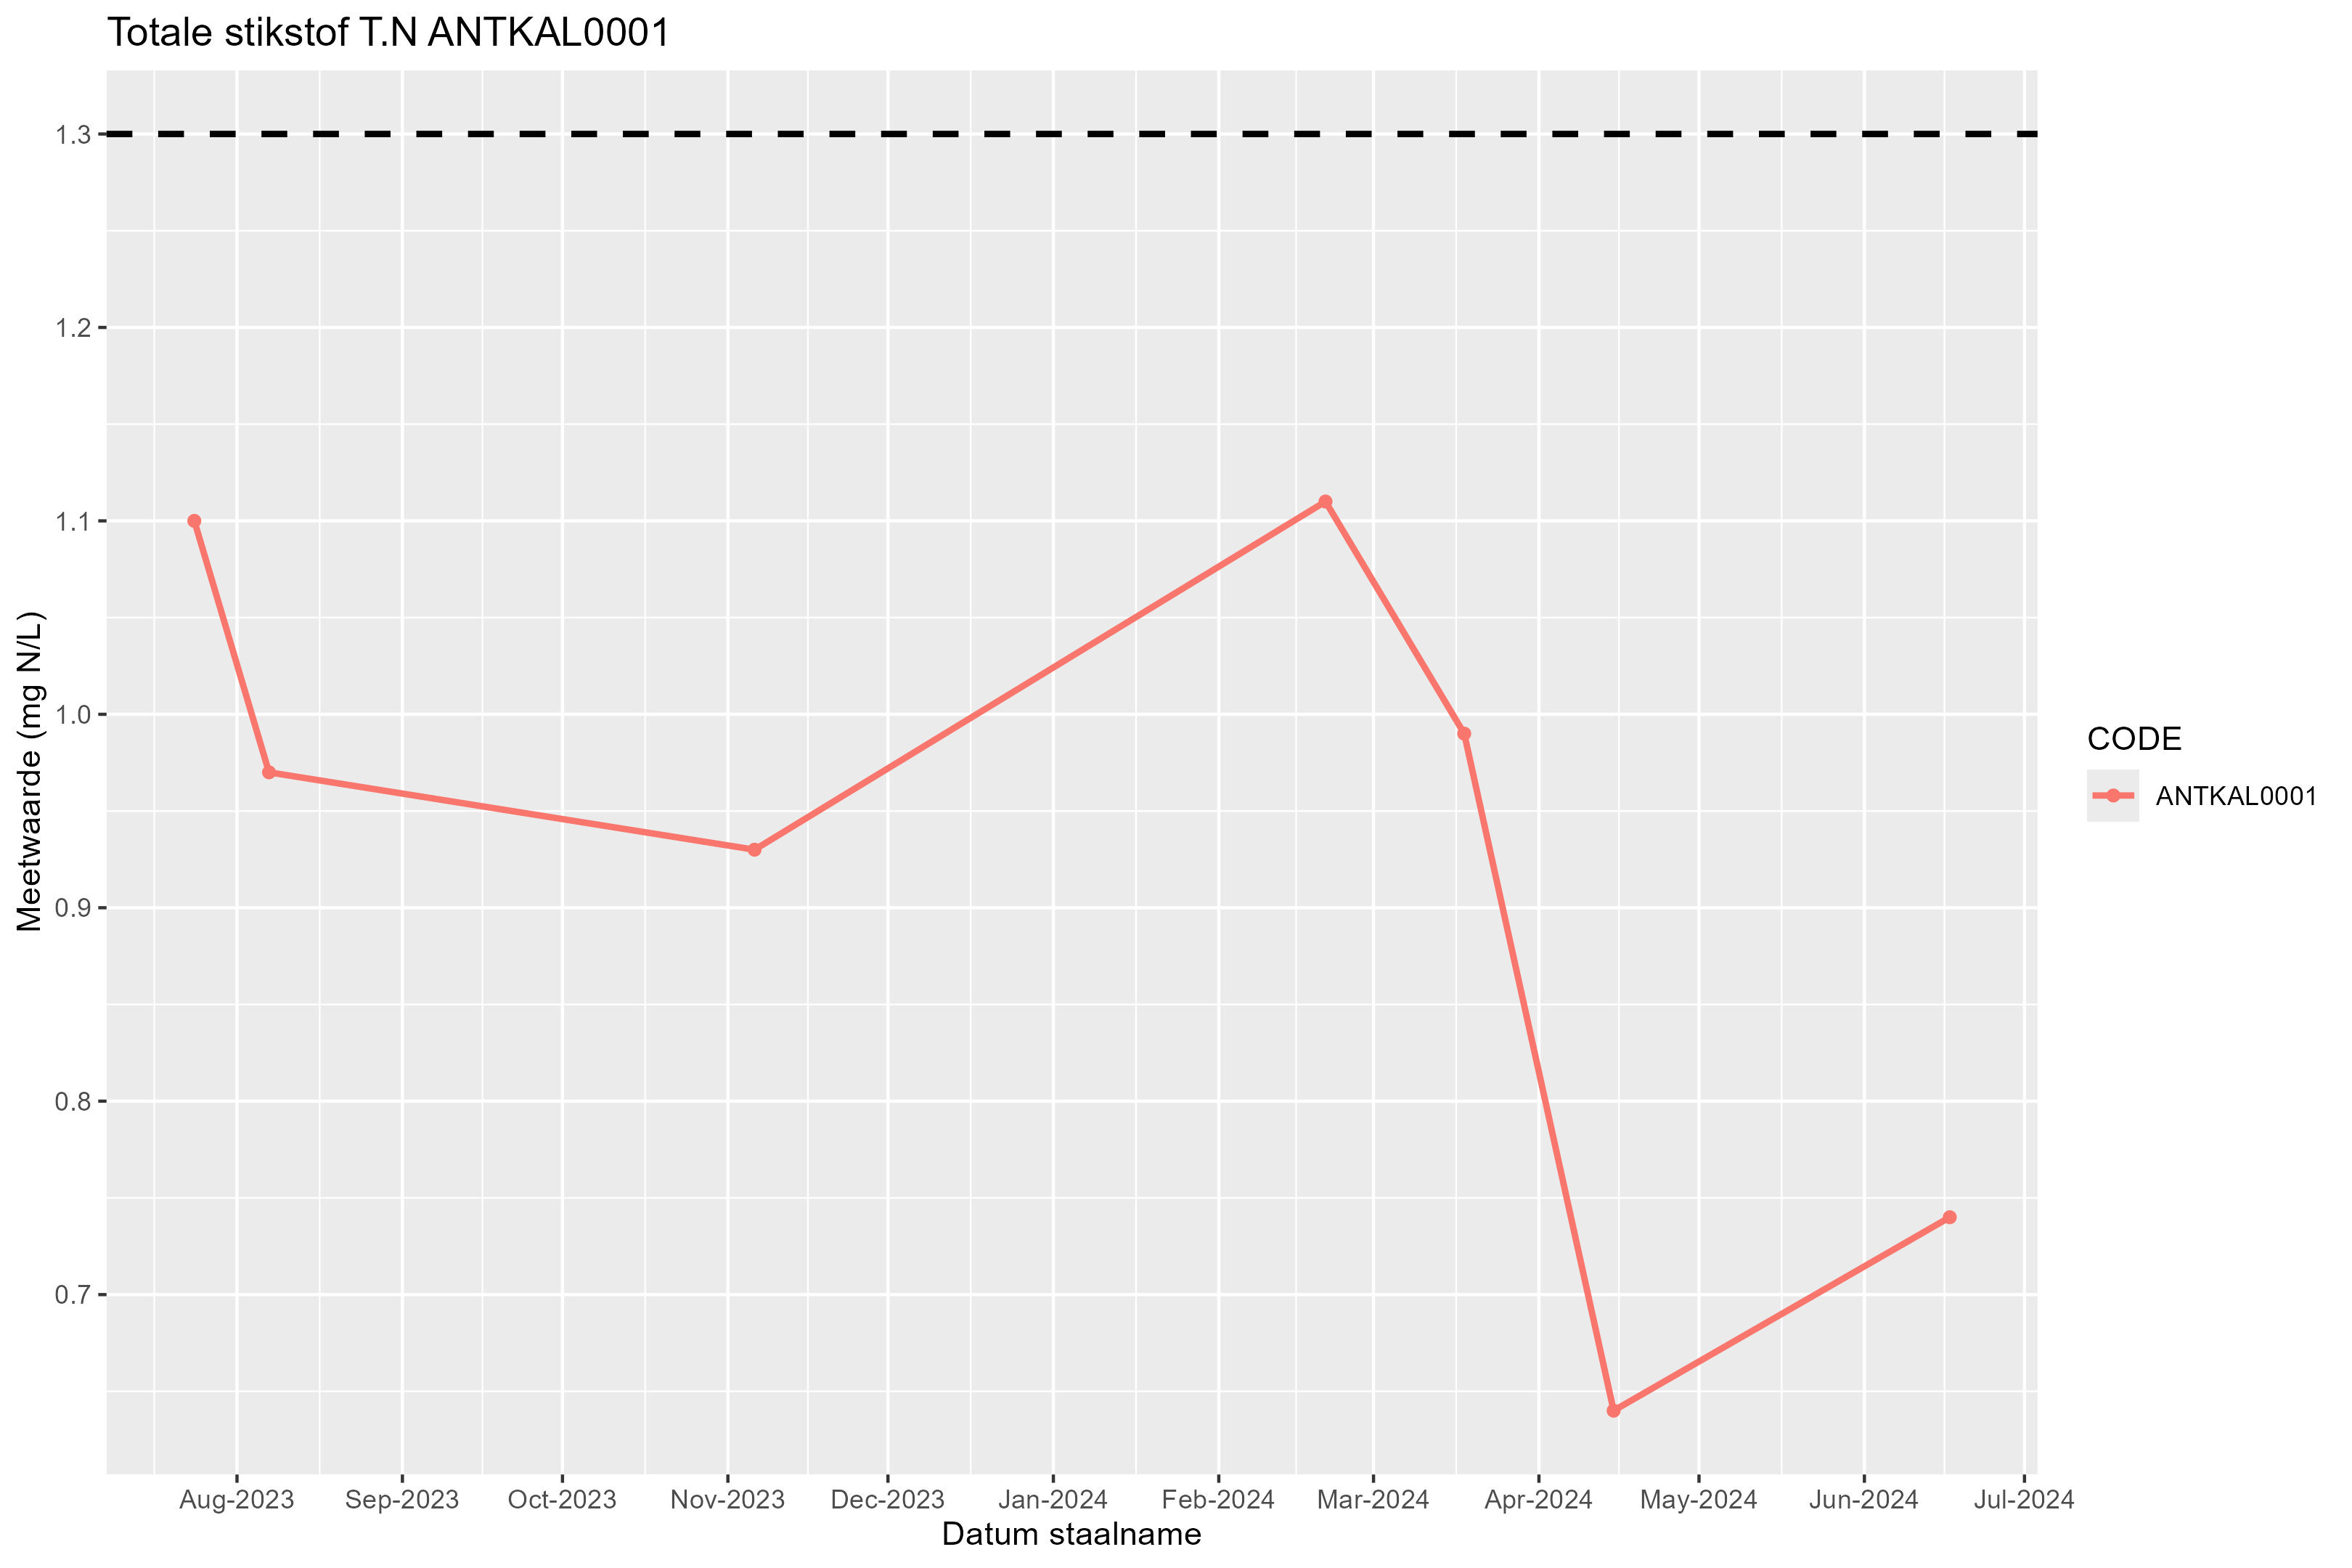 Totale stikstof T.N ANTKAL0001
Meetwaarde (mg N/L)
1.3
1.2
1.1
1.0
0.9
0.8
0.7
Aug-2023 Sep-2023 Oct-2023 Nov-2023 Dec-2023 Jan-2024 Feb-2024 Mar-2024 Apr-2024 May-2024 Jun-2024 Jul-2024
Datum staalname
CODE
ANTKAL0001